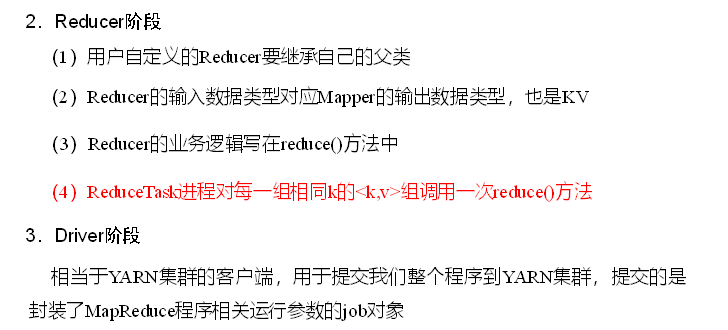 2．Reducer阶段
(1）用户自定义的Reducer要继承自己的父类
(2）Reducer的输入数据类型对应Mapper的输出数据类型，也是KV
(3）Reducer的业务逻辑写在reduce()方法中
(4）ReduceTask进程对每一组相同k的<k,v>组调用一次reduce()方法
3．Driver阶段
相当于YARN集群的客户端，用于提交我们整个程序到YARN集群，提交的是
封装了MapReduce程序相关运行参数的job对象